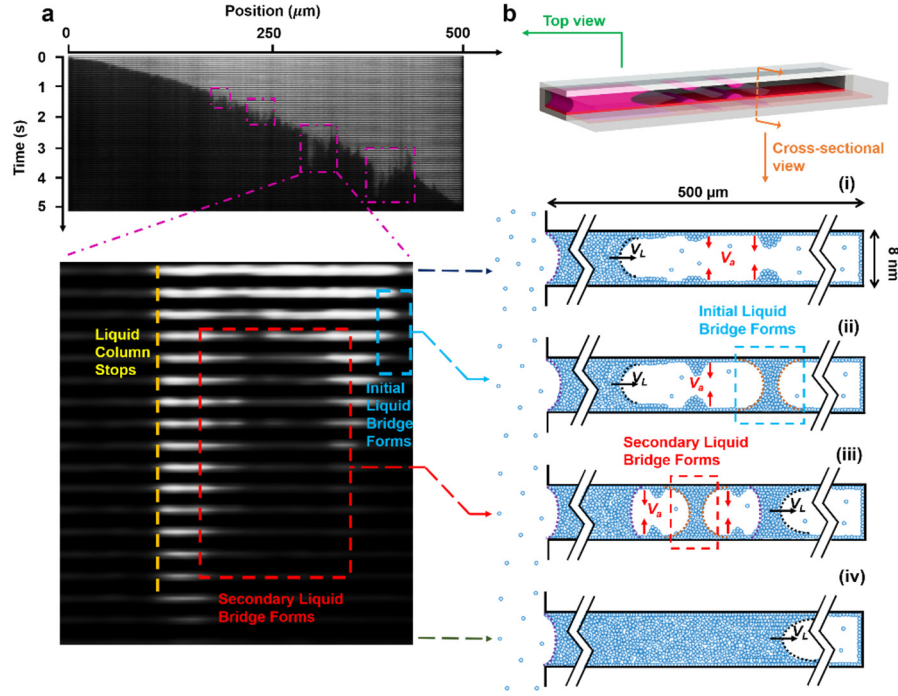 a
Position (μm)
0
250
500
Time (s)
0
1
2
3
4
5
Liquid
Column
Stops
Initial
Liquid
Bridge
Forms
Secondary Liquid
Bridge Forms
b
Top view
Cross-sectional
view
500 μm
(i)
V_L
V_a
8 nm
Initial Liquid
Bridge Forms
(ii)
V_L
V_a
Secondary Liquid
Bridge Forms
(iii)
V_a
V_L
(iv)
V_L